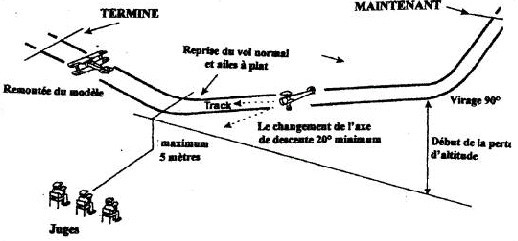 TERMINE
MAINTENANT
Reprise du vol normal
et ailes à plat
Remontée du modèle
Track
Virage 90°
Le changement de l'axe
de descente 20° minimum
maximum
5 mètres
Début de la perte
d'altitude
Juges